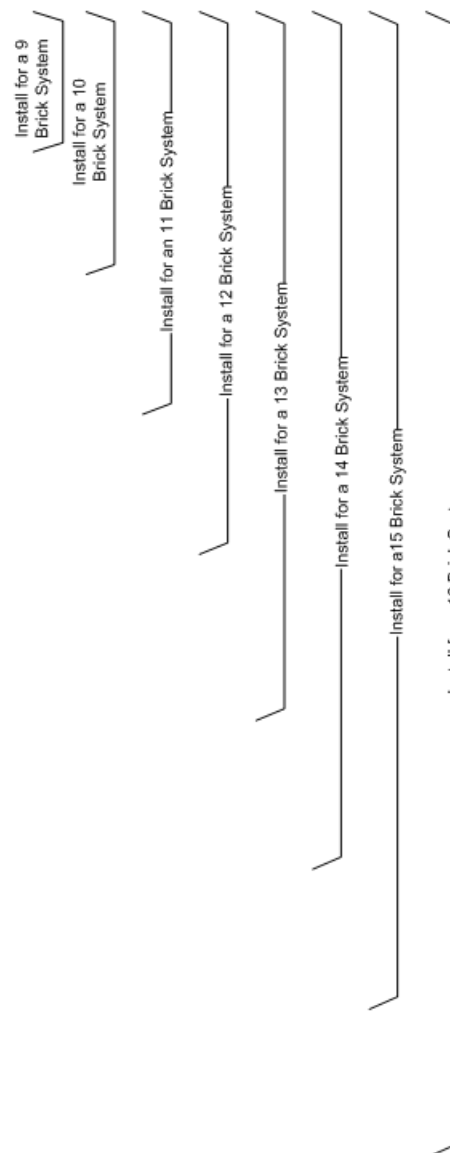 Install for a 9
Brick System
Install for a 10
Brick System
Install for an 11 Brick System
Install for a 12 Brick System
Install for a 13 Brick System
Install for a 14 Brick System
Install for a15 Brick System